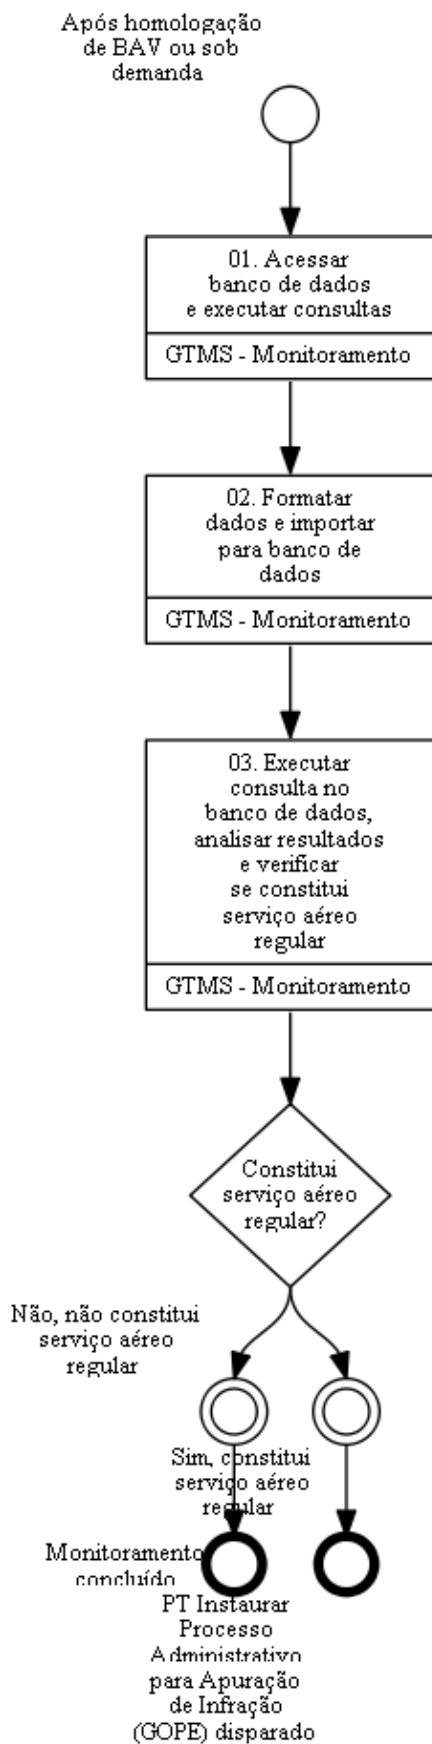 Após homologação
de BAV ou sob
demanda
01. Acessar
banco de dados
e executar consultas
GTMS - Monitoramento
02. Formatar
dados e importar
para banco de
dados
GTMS - Monitoramento
03. Executar
consulta no
banco de dados,
analisar resultados
e verificar
se constitui
serviço aéreo
regular
GTMS - Monitoramento
Constitui
serviço aéreo
regular?
Não, não constitui
serviço aéreo
regular
Sim, constitui
serviço aéreo
regular
Monitoramento
concluído
PT Instaurar
Processo
Administrativo
para Apuração
de Infração
(GOPE) disparado